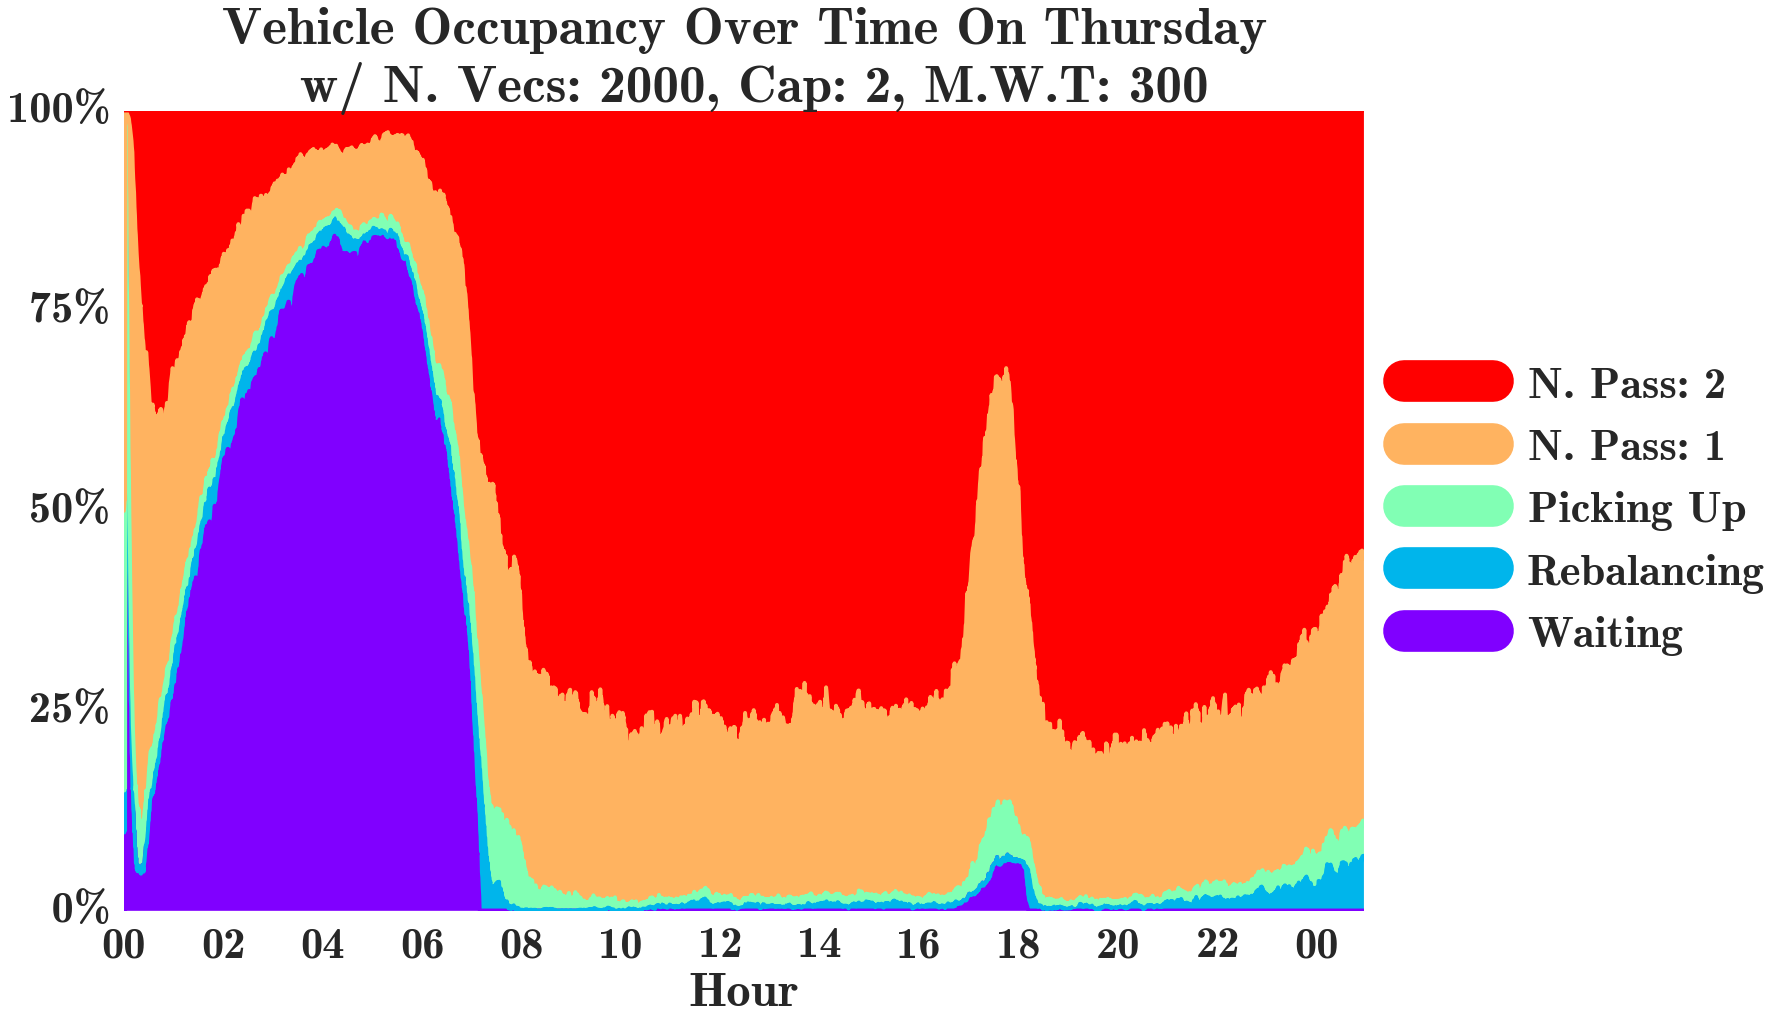 Vehicle Occupancy Over Time On Thursday
w/ N. Vecs: 2000, Cap: 2, M.W.T: 300
100%
75%
50%
25%
0%
00 02 04 06 08 10 12 14 16 18 20 22 00
Hour
N. Pass: 2
N. Pass: 1
Picking Up
Rebalancing
Waiting